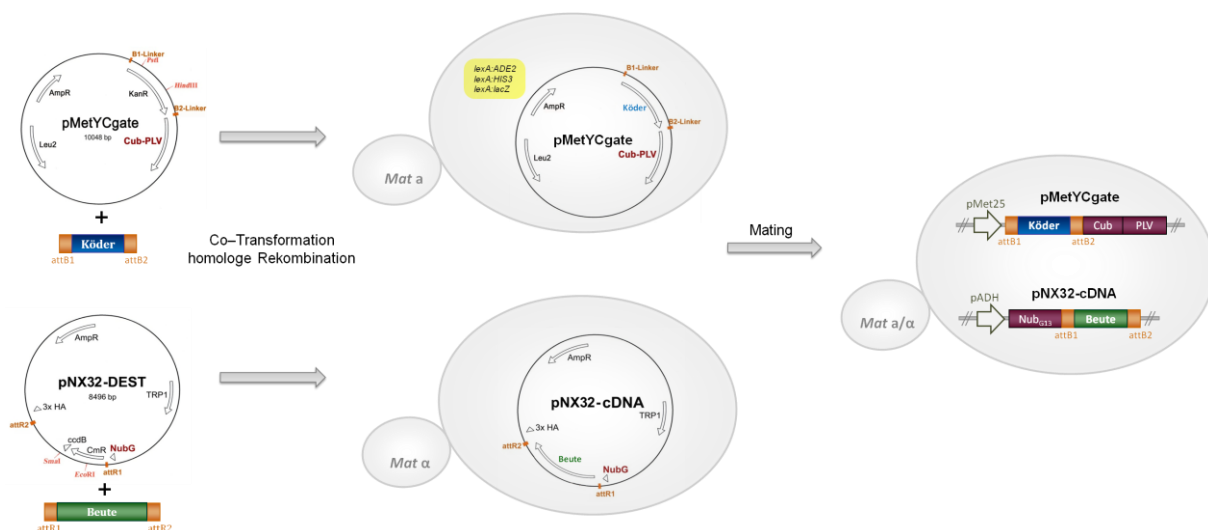 B1-Linker
PstI
HindIII
KanR
AmpR
B2-Linker
pMetYCgate
10048 bp
Cub-PLV
Leu2
+
Köder
attB1
attB2
Co–Transformation
homologe Rekombination
lexA:ADE2
lexA:HIS3
lexA:lacZ
B1-Linker
AmpR
Köder
B2-Linker
pMetYCgate
Cub-PLV
Leu2
Mat a
Mating
pMetYCgate
pMet25
Köder
Cub
PLV
attB1
attB2
pNX32-cDNA
pADH
NubG13
Beute
attB1
attB2
Mat a/α
AmpR
pNX32-DEST
8496 bp
TRP1
3x HA
attR2
ccdB
CmR
NubG
SmaI
EcoRI
attR1
+
Beute
attR1
attR2
AmpR
pNX32-cDNA
TRP1
3x HA
attR2
Beute
NubG
attR1
Mat α